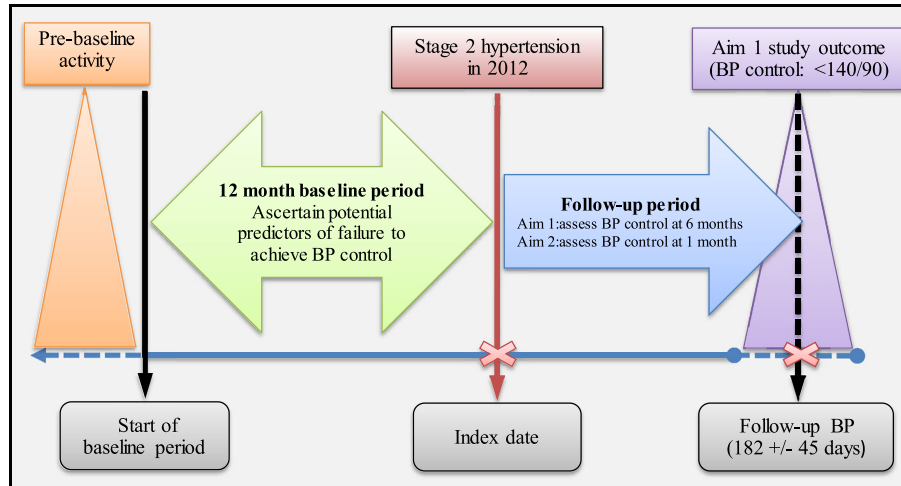 Pre-baseline
activity
Stage 2 hypertension
in 2012
Aim 1 study outcome
(BP control: <140/90)
12 month baseline period
Ascertain potential
predictors of failure to
achieve BP control
Follow-up period
Aim 1:assess BP control at 6 months
Aim 2:assess BP control at 1 month
Start of
baseline period
Index date
Follow-up BP
(182 +/- 45 days)